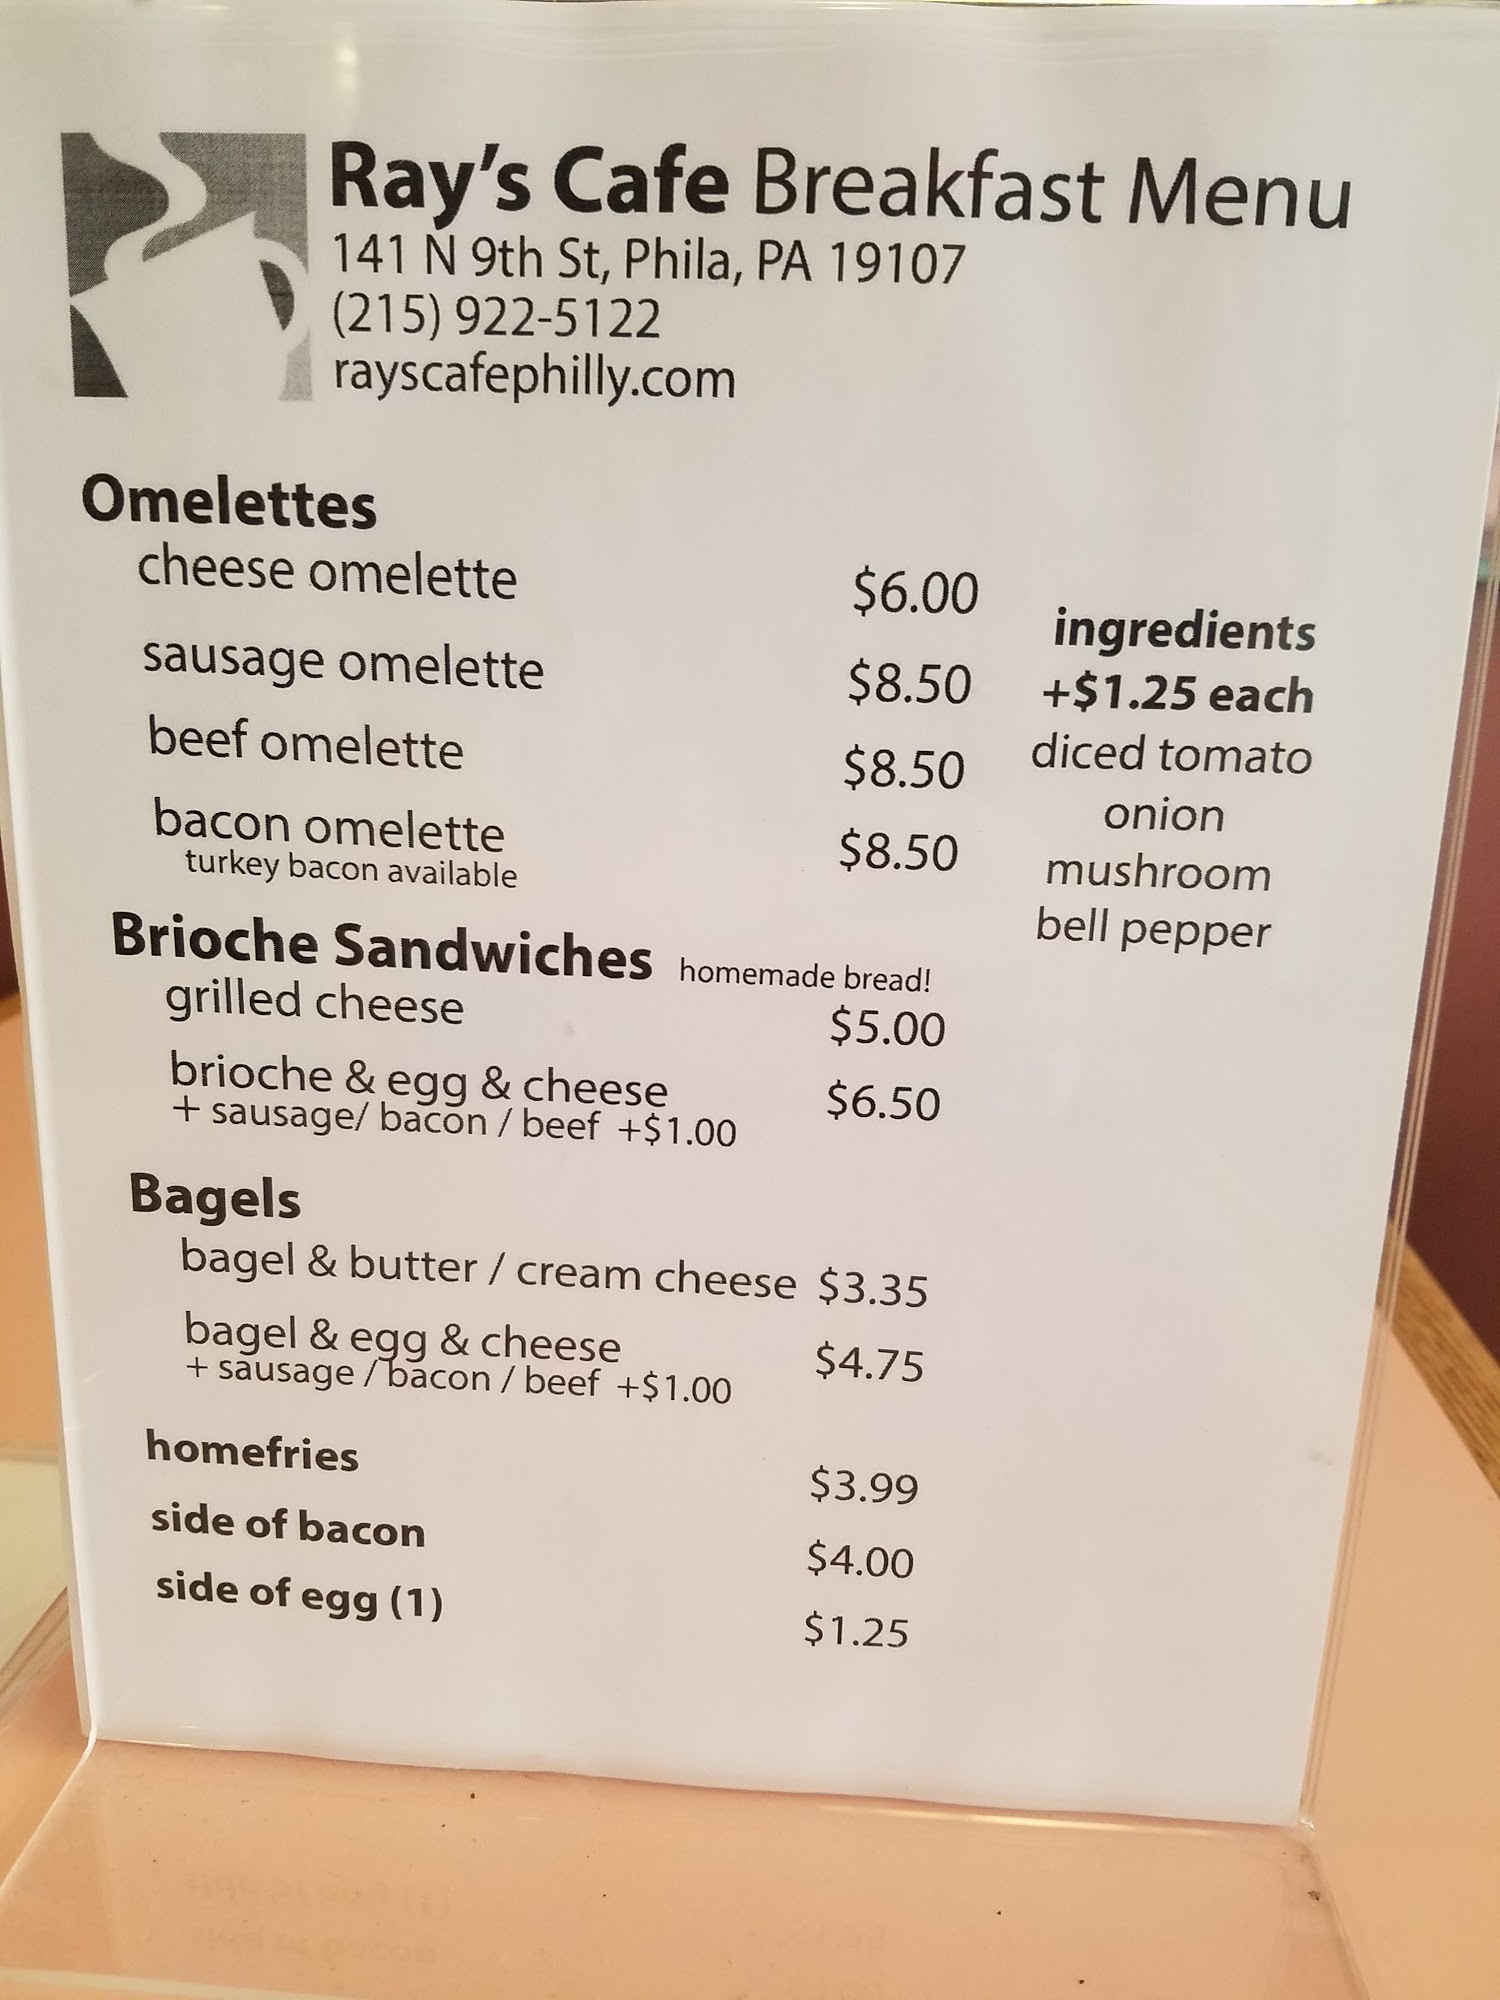 Ray's Cafe Breakfast Menu
141 N 9th St, Phila, PA 19107
(215) 922-5122
rayscafephilly.com
Omelettes
cheese omelette $6.00
sausage omelette $8.50
beef omelette $8.50
bacon omelette $8.50
turkey bacon available
ingredients
+$1.25 each
diced tomato
onion
mushroom
bell pepper
Brioche Sandwiches homemade bread!
grilled cheese $5.00
brioche & egg & cheese $6.50
+ sausage/ bacon / beef +$1.00
Bagels
bagel & butter / cream cheese $3.35
bagel & egg & cheese $4.75
+ sausage / bacon / beef +$1.00
homefries $3.99
side of bacon $4.00
side of egg (1) $1.25